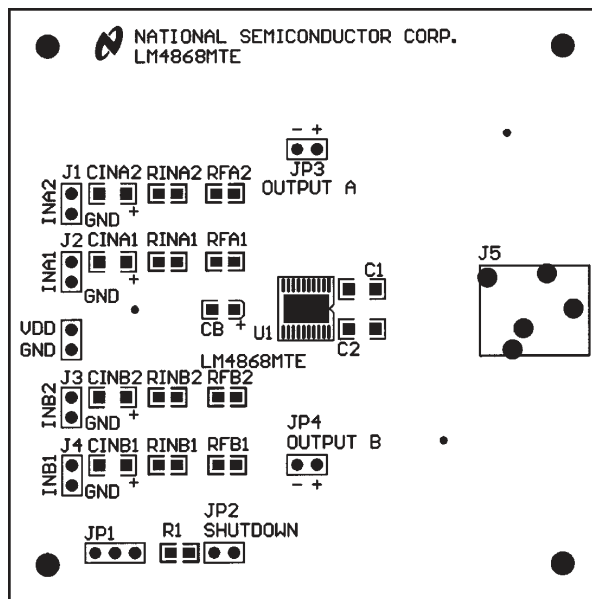 NATIONAL SEMICONDUCTOR CORP.
LM4868MTE
- +
JP3
OUTPUT A
J1 CINA2 RINA2 RFA2
INA2
GND +
J2 CINA1 RINA1 RFA1
INA1
GND +
J5
C1
VDD
GND
CB +
U1
C2
LM4868MTE
J3 CINB2 RINB2 RFB2
INB2
GND +
JP4
OUTPUT B
- +
J4 CINB1 RINB1 RFB1
INB1
GND +
JP1
R1
JP2
SHUTDOWN